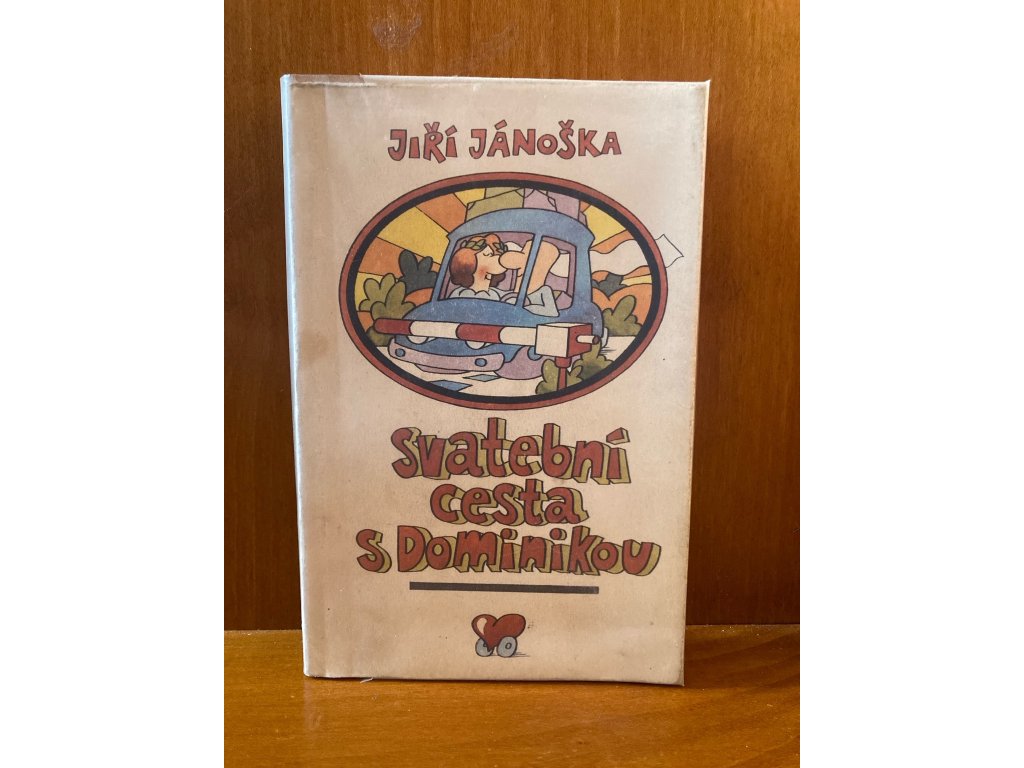 JIŘÍ JÁNOŠKA
Svatební
cesta
s Dominikou